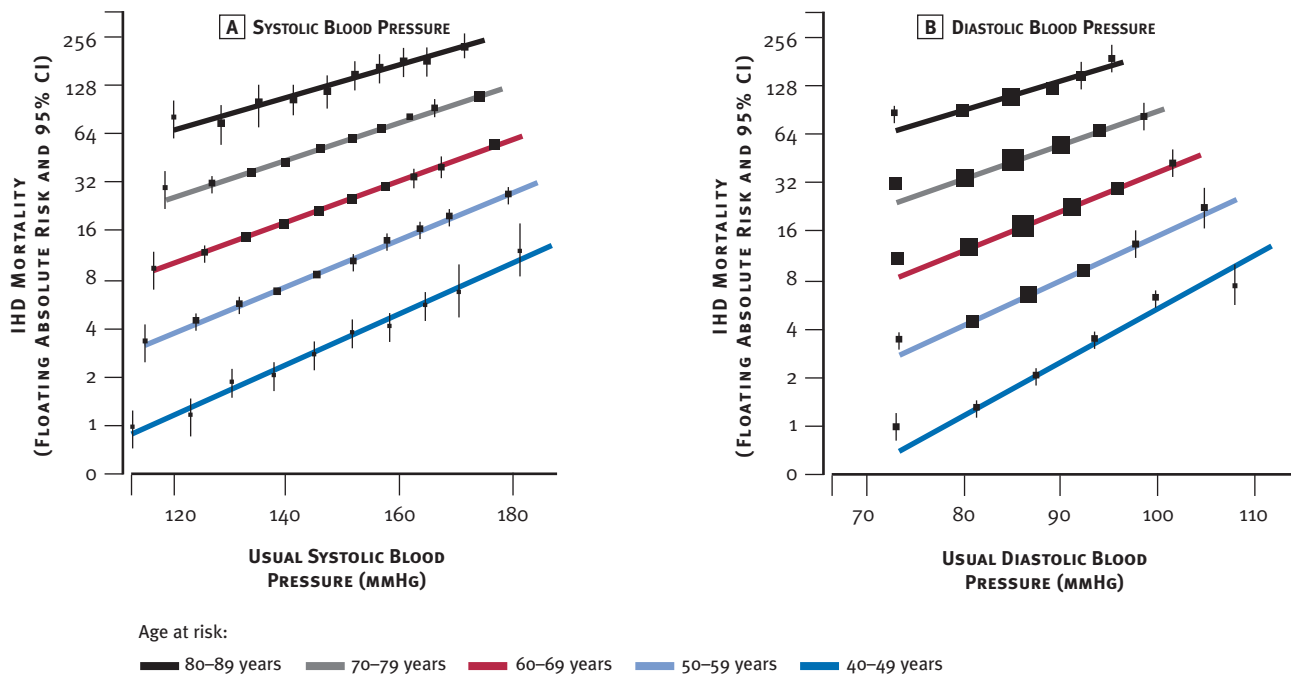 A Systolic Blood Pressure
IHD Mortality
(Floating Absolute Risk and 95% CI)
256
128
64
32
16
8
4
2
1
0
120
140
160
180
Usual Systolic Blood
Pressure (mmHg)
B Diastolic Blood Pressure
IHD Mortality
(Floating Absolute Risk and 95% CI)
256
128
64
32
16
8
4
2
1
0
70
80
90
100
110
Usual Diastolic Blood
Pressure (mmHg)
Age at risk:
80–89 years
70–79 years
60–69 years
50–59 years
40–49 years